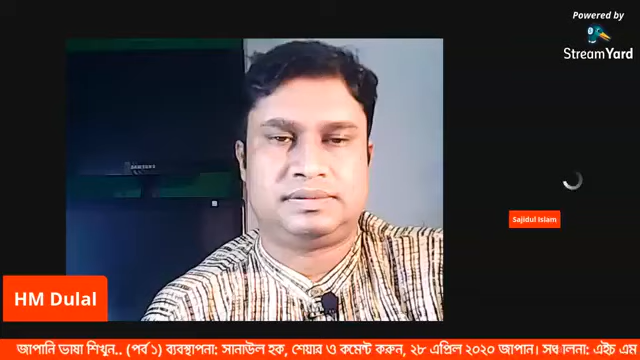 Powered by
StreamYard
SAMSUNG
Sajidul Islam
HM Dulal
জাপানি ভাষা শিখুন.. (পর্ব ১) ব্যবস্থাপনা: সানাউল হক, শেয়ার ও কমেন্ট করুন, ২৮ এপ্রিল ২০২০ জাপান। সঞ্চালনা: এইচ এম